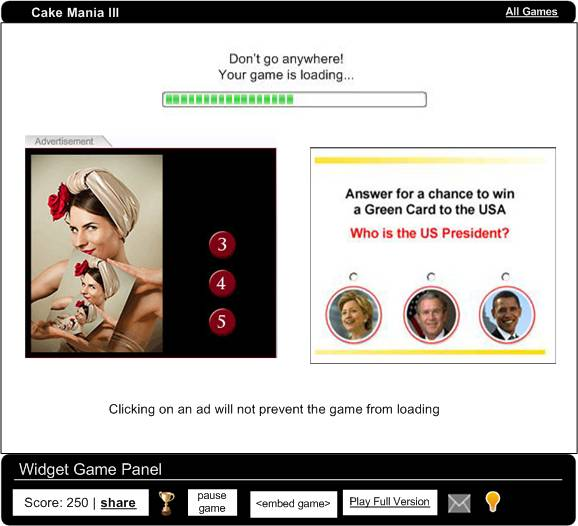 Cake Mania III
All Games
Don't go anywhere!
Your game is loading...
Advertisement
3
4
5
Answer for a chance to win
a Green Card to the USA
Who is the US President?
Clicking on an ad will not prevent the game from loading
Widget Game Panel
Score: 250 | share
pause
game
<embed game>
Play Full Version